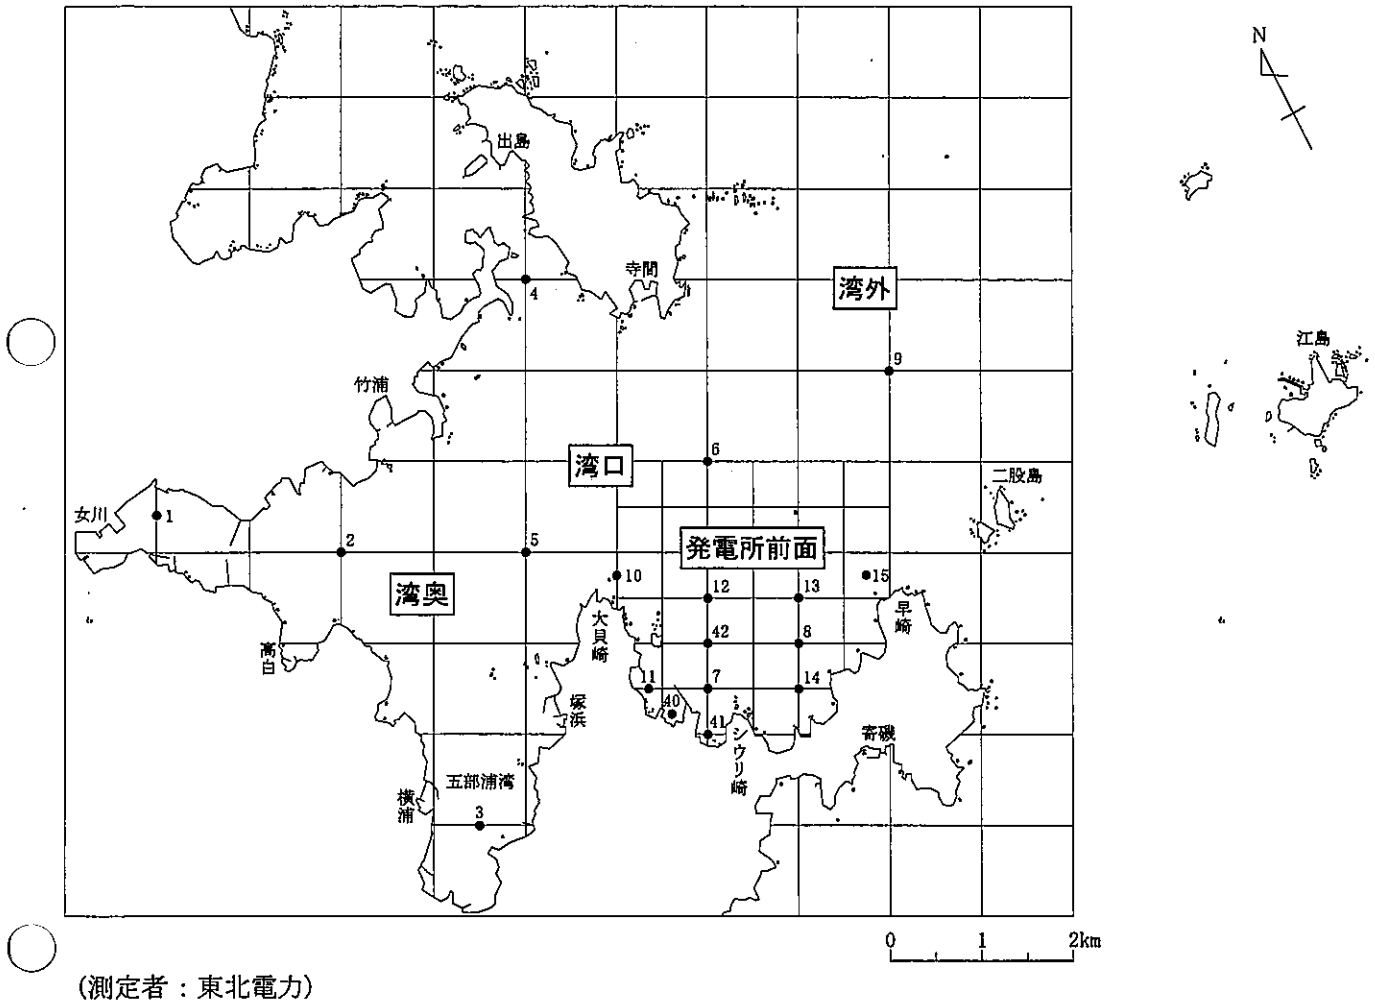 N
出島
寺間
4
湾外
江島
9
竹浦
6
湾口
二股島
女川
1
2
5
発電所前面
10
15
湾奥
12
13
大貝崎
早崎
高白
42
8
11
7
14
40
塚浜
41
シウリ崎
寄磯
五部浦湾
横浦
3
0 1 2km
(測定者：東北電力)